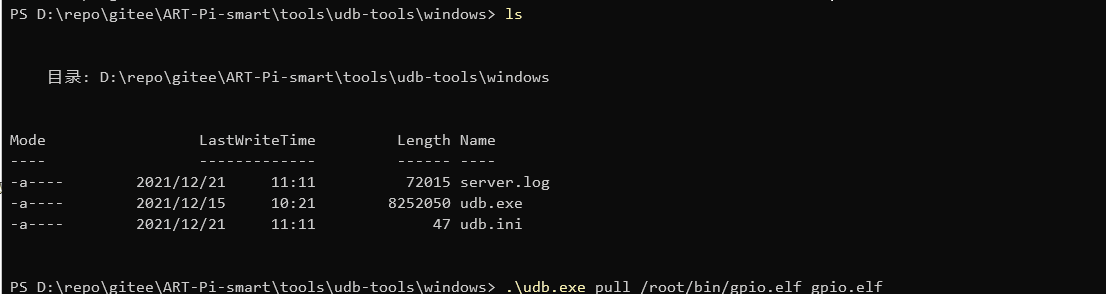 PS D:\repo\gitee\ART-Pi-smart\tools\udb-tools\windows> ls
目录: D:\repo\gitee\ART-Pi-smart\tools\udb-tools\windows
Mode LastWriteTime Length Name
---- ------------- ------ ----
-a---- 2021/12/21 11:11 72015 server.log
-a---- 2021/12/15 10:21 8252050 udb.exe
-a---- 2021/12/21 11:11 47 udb.ini
PS D:\repo\gitee\ART-Pi-smart\tools\udb-tools\windows> .\udb.exe pull /root/bin/gpio.elf gpio.elf